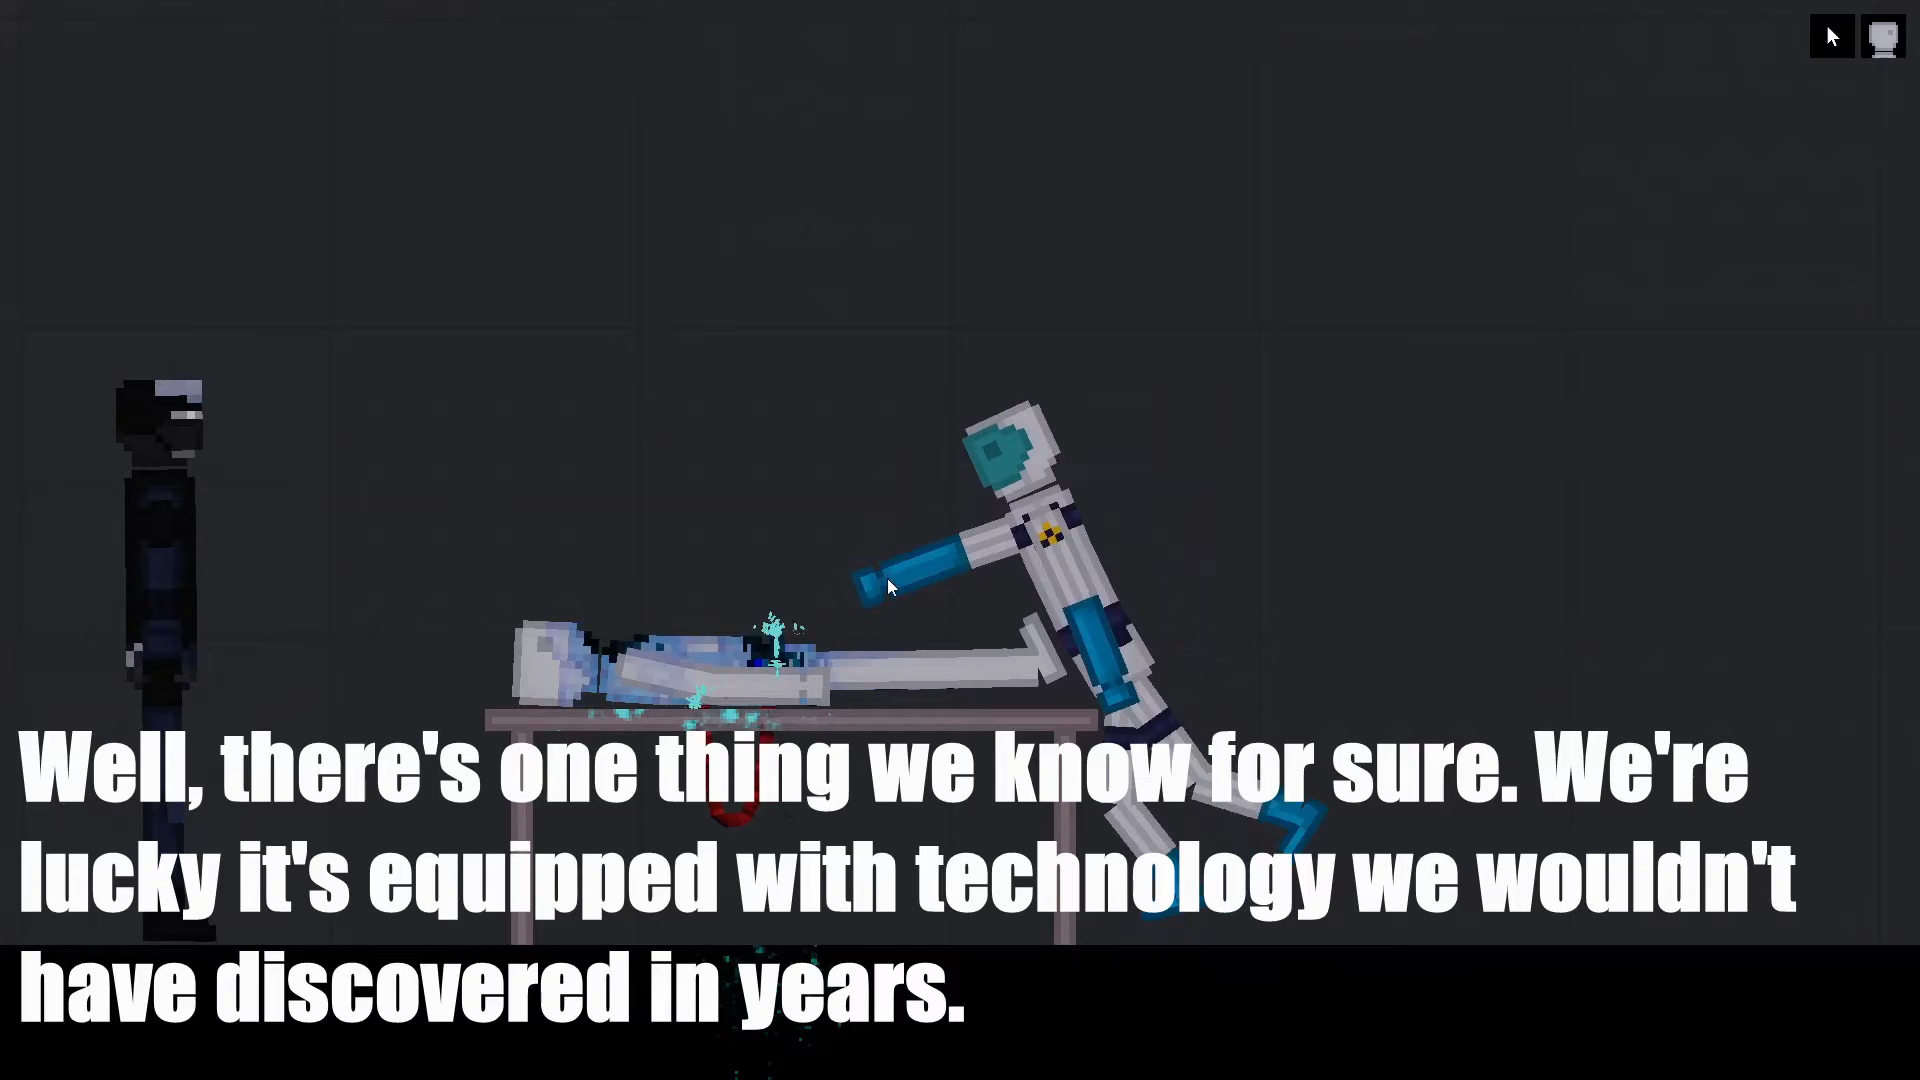 Well, there's one thing we know for sure. We're
lucky it's equipped with technology we wouldn't
have discovered in years.